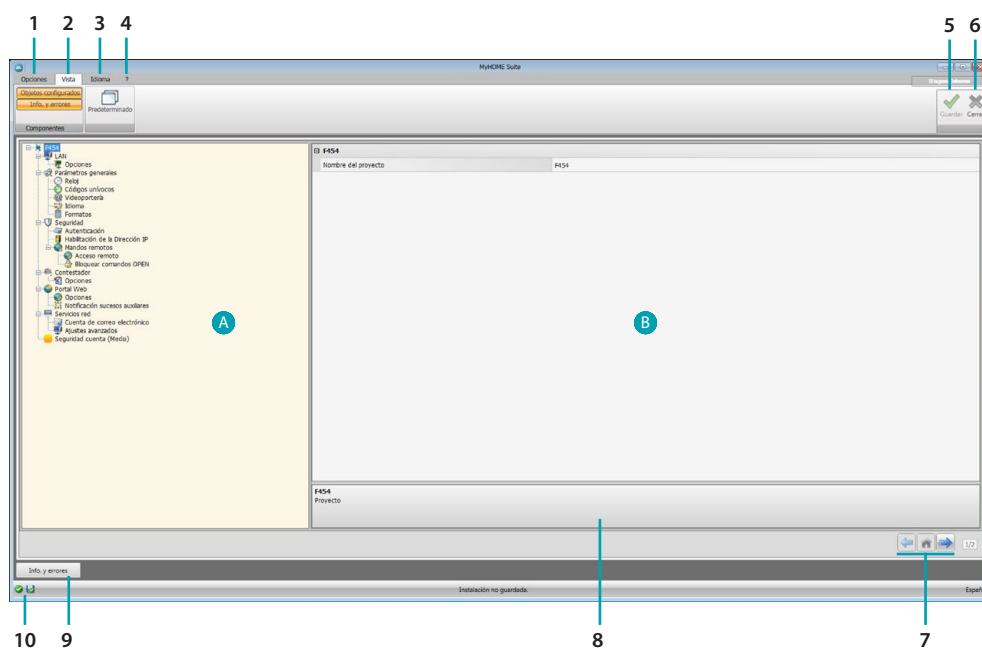 1 2 3 4 5 6
MyHOME Suite
Opciones Vista Idioma ?
Objetos configurados
Info. y errores
Predeterminado
Guardar Cerra
Componentes
F454
LAN
Opciones
Parámetros generales
Reloj
Códigos unívocos
Videoportería
Idioma
Formatos
Seguridad
Autenticación
Habilitación de la Dirección IP
Mandos remotos
Acceso remoto
Bloquear comandos OPEN
Contestador
Opciones
Portal Web
Opciones
Notificación sucesos auxiliares
Servicios red
Cuenta de correo electrónico
Ajustes avanzados
Seguridad cuenta (Media)
A
F454
Nombre del proyecto F454
B
F454
Proyecto
1/2
Info. y errores
Instalación no guardada.
Españ
10 9 8 7